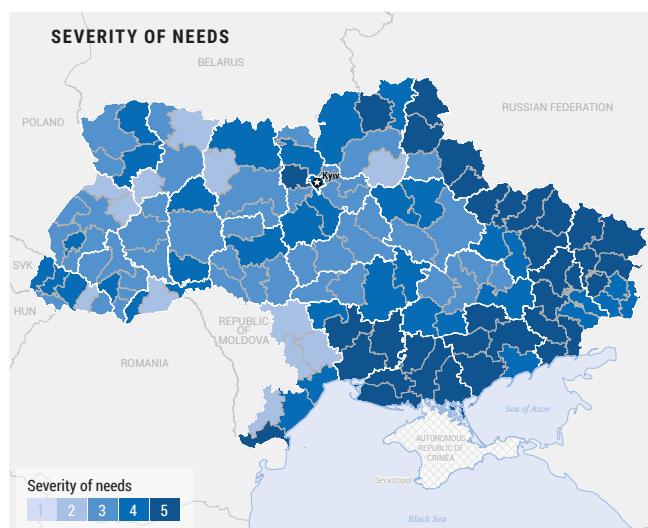 SEVERITY OF NEEDS
BELARUS
RUSSIAN FEDERATION
POLAND
Kyiv
SVK
HUN
REPUBLIC
OF
MOLDOVA
ROMANIA
Sea of Azov
AUTONOMOUS
REPUBLIC OF
CRIMEA
Sevastopol
Black Sea
Severity of needs
1 2 3 4 5